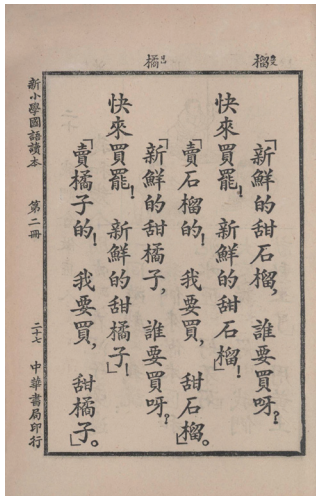 榴
橘
「新鮮的甜石榴，誰要買呀？
快來買罷！新鮮的甜石榴！」
「賣石榴的！我要買，甜石榴。」
「新鮮的甜橘子，誰要買呀？
快來買罷！新鮮的甜橘子！」
「賣橘子的！我要買，甜橘子。」
新小學國語讀本 第二冊 二十七 中華書局印行